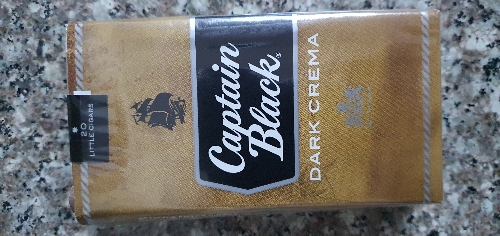 20
LITTLE CIGARS
Captain
Black
DARK CREMA